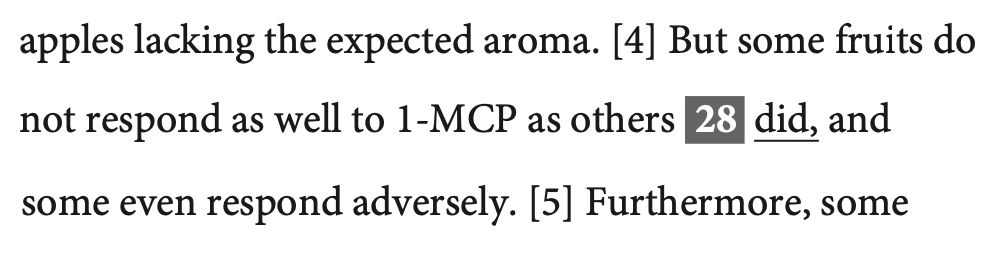 apples lacking the expected aroma. [4] But some fruits do
not respond as well to 1-MCP as others 28 did, and
some even respond adversely. [5] Furthermore, some